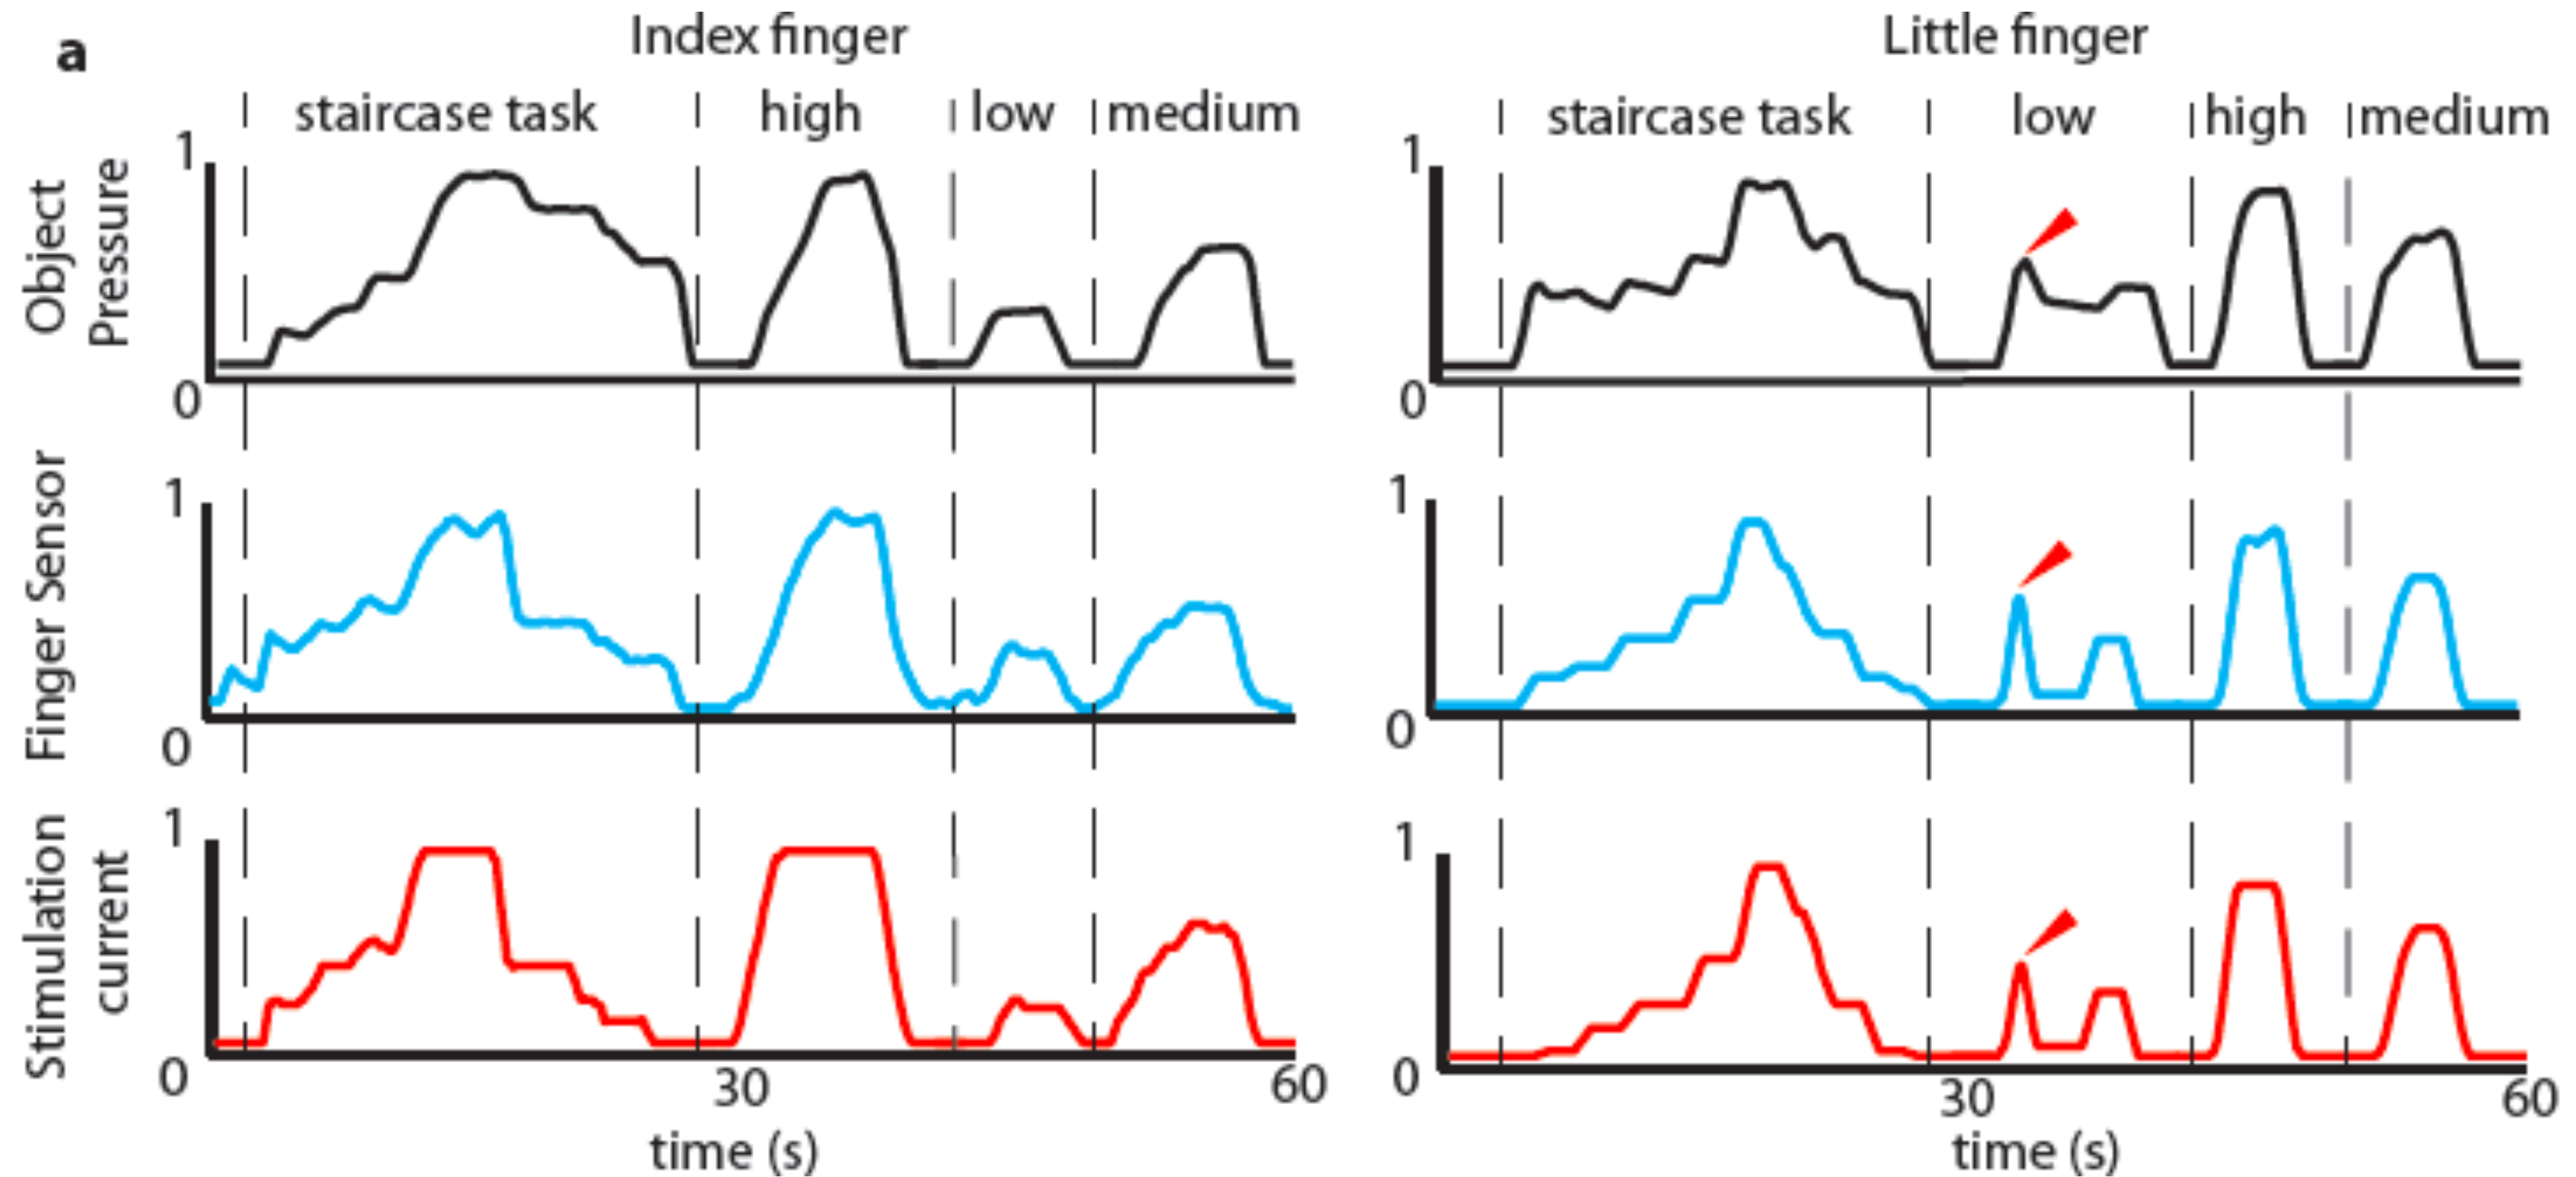 a
Index finger
Little finger
staircase task
high
low
medium
staircase task
low
high
medium
Object
Pressure
1
0
1
0
Finger Sensor
1
0
1
0
Stimulation
current
1
0
30
60
time (s)
1
0
30
60
time (s)